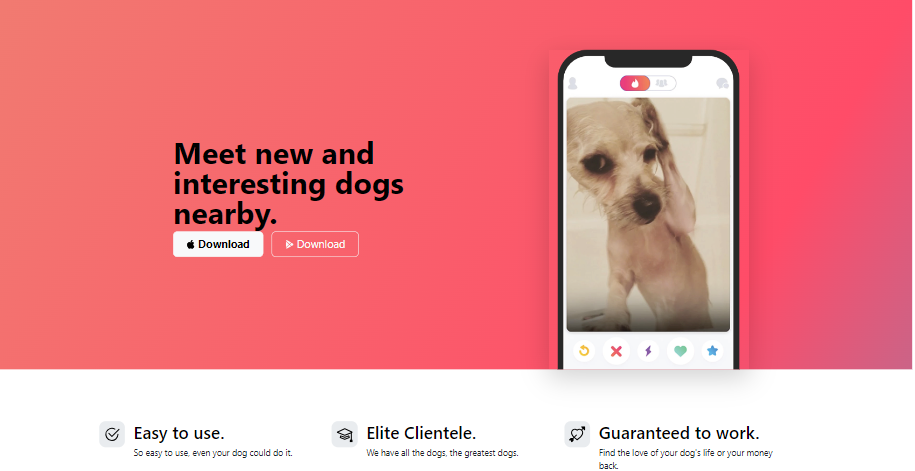 Meet new and
interesting dogs
nearby.
Download
Download
Easy to use.
So easy to use, even your dog could do it.
Elite Clientele.
We have all the dogs, the greatest dogs.
Guaranteed to work.
Find the love of your dog's life or your money
back.